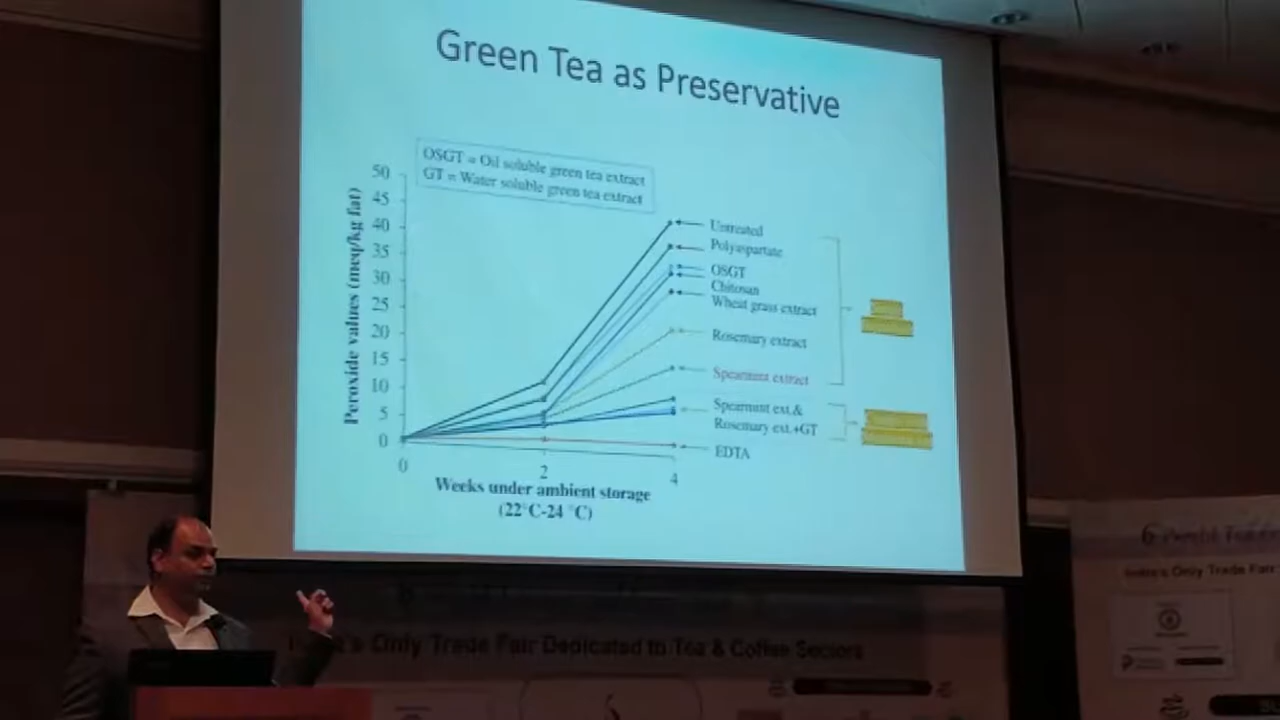 Green Tea as Preservative
OSGT = Oil soluble green tea extract
GT = Water soluble green tea extract
Peroxide values (meq/kg fat)
50
45
40
35
30
25
20
15
10
5
0
Untreated
Polyaspartate
OSGT
Chitosan
Wheat grass extract
Rosemary extract
Spearmint extract
Spearmint ext.&
Rosemary ext.+GT
EDTA
0
2
4
Weeks under ambient storage
(22°C-24 °C)
Only Trade Fair Dedicated to Tea & Coffee Sectors
6
India's Only Trade Fair